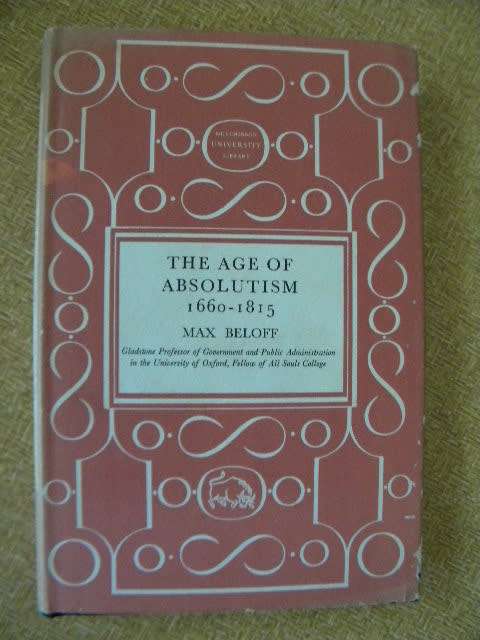 HUTCHINSON
UNIVERSITY
LIBRARY
THE AGE OF
ABSOLUTISM
1660-1815
MAX BELOFF
Gladstone Professor of Government and Public Administration
in the University of Oxford, Fellow of All Souls College